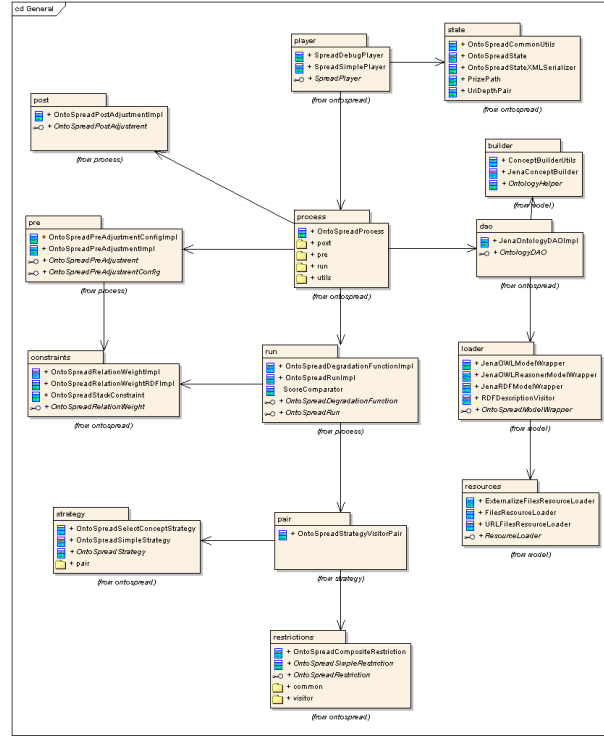 cd General
player
+ SpreadDebugPlayer
+ SpreadSimplePlayer
+ SpreadPlayer
(from ontospread)
state
+ OntoSpreadCommonUtils
+ OntoSpreadState
+ OntoSpreadStateXMLSerializer
+ PrizePath
+ UriDepthPair
(from ontospread)
post
+ OntoSpreadPostAdjustmentImpl
+ OntoSpreadPostAdjustment
(from process)
builder
+ ConceptBuilderUtils
+ JenaConceptBuilder
+ OntologyHelper
(from model)
pre
+ OntoSpreadPreAdjustmentConfigImpl
+ OntoSpreadPreAdjustmentImpl
+ OntoSpreadPreAdjustment
+ OntoSpreadPreAdjustmentConfig
(from process)
process
+ OntoSpreadProcess
+ post
+ pre
+ run
+ utils
(from ontospread)
dao
+ JenaOntologyDAOImpl
+ OntologyDAO
(from ontospread)
constraints
+ OntoSpreadRelationWeightImpl
+ OntoSpreadRelationWeightRDFImpl
+ OntoSpreadStackConstraint
+ OntoSpreadRelationWeight
(from ontospread)
run
+ OntoSpreadDegradationFunctionImpl
+ OntoSpreadRunImpl
ScoreComparator
+ OntoSpreadDegradationFunction
+ OntoSpreadRun
(from process)
loader
+ JenaOWLModelWrapper
+ JenaOWLReasonerModelWrapper
+ JenaRDFModelWrapper
+ RDFDescriptionVisitor
+ OntoSpreadModelWrapper
(from model)
resources
+ ExternalizeFilesResourceLoader
+ FilesResourceLoader
+ URLFilesResourceLoader
+ ResourceLoader
(from model)
strategy
+ OntoSpreadSelectConceptStrategy
+ OntoSpreadSimpleStrategy
+ OntoSpreadStrategy
+ pair
(from ontospread)
pair
+ OntoSpreadStrategyVisitorPair
(from strategy)
restrictions
+ OntoSpreadCompositeRestriction
+ OntoSpreadSimpleRestriction
+ OntoSpreadRestriction
+ common
+ visitor
(from ontospread)